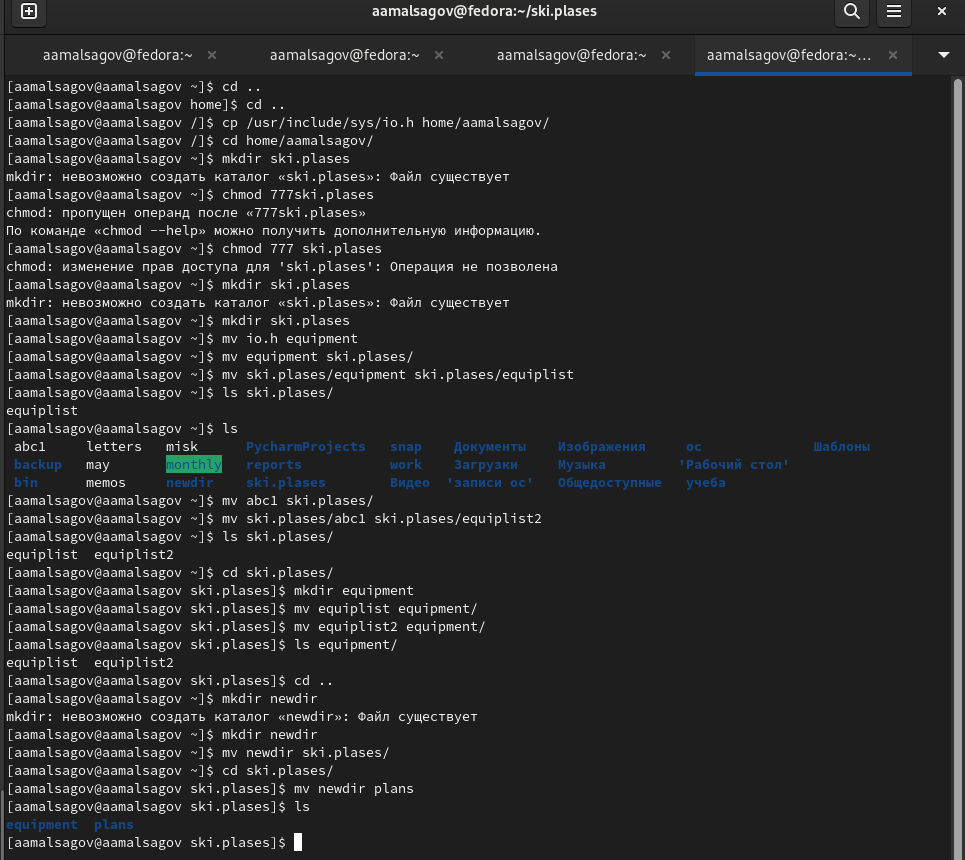 aamalsagov@fedora:~/ski.plases
aamalsagov@fedora:~ × aamalsagov@fedora:~ × aamalsagov@fedora:~ × aamalsagov@fedora:~... ×
[aamalsagov@aamalsagov ~]$ cd ..
[aamalsagov@aamalsagov home]$ cd ..
[aamalsagov@aamalsagov /]$ cp /usr/include/sys/io.h home/aamalsagov/
[aamalsagov@aamalsagov /]$ cd home/aamalsagov/
[aamalsagov@aamalsagov ~]$ mkdir ski.plases
mkdir: невозможно создать каталог «ski.plases»: Файл существует
[aamalsagov@aamalsagov ~]$ chmod 777ski.plases
chmod: пропущен операнд после «777ski.plases»
По команде «chmod --help» можно получить дополнительную информацию.
[aamalsagov@aamalsagov ~]$ chmod 777 ski.plases
chmod: изменение прав доступа для 'ski.plases': Операция не позволена
[aamalsagov@aamalsagov ~]$ mkdir ski.plases
mkdir: невозможно создать каталог «ski.plases»: Файл существует
[aamalsagov@aamalsagov ~]$ mkdir ski.plases
[aamalsagov@aamalsagov ~]$ mv io.h equipment
[aamalsagov@aamalsagov ~]$ mv equipment ski.plases/
[aamalsagov@aamalsagov ~]$ mv ski.plases/equipment ski.plases/equiplist
[aamalsagov@aamalsagov ~]$ ls ski.plases/
equiplist
[aamalsagov@aamalsagov ~]$ ls
abc1 letters misk PycharmProjects snap Документы Изображения ос Шаблоны
backup may monthly reports work Загрузки Музыка 'Рабочий стол'
bin memos newdir ski.plases Видео 'записи ос' Общедоступные учеба
[aamalsagov@aamalsagov ~]$ mv abc1 ski.plases/
[aamalsagov@aamalsagov ~]$ mv ski.plases/abc1 ski.plases/equiplist2
[aamalsagov@aamalsagov ~]$ ls ski.plases/
equiplist equiplist2
[aamalsagov@aamalsagov ~]$ cd ski.plases/
[aamalsagov@aamalsagov ski.plases]$ mkdir equipment
[aamalsagov@aamalsagov ski.plases]$ mv equiplist equipment/
[aamalsagov@aamalsagov ski.plases]$ mv equiplist2 equipment/
[aamalsagov@aamalsagov ski.plases]$ ls equipment/
equiplist equiplist2
[aamalsagov@aamalsagov ski.plases]$ cd ..
[aamalsagov@aamalsagov ~]$ mkdir newdir
mkdir: невозможно создать каталог «newdir»: Файл существует
[aamalsagov@aamalsagov ~]$ mkdir newdir
[aamalsagov@aamalsagov ~]$ mv newdir ski.plases/
[aamalsagov@aamalsagov ~]$ cd ski.plases/
[aamalsagov@aamalsagov ski.plases]$ mv newdir plans
[aamalsagov@aamalsagov ski.plases]$ ls
equipment plans
[aamalsagov@aamalsagov ski.plases]$